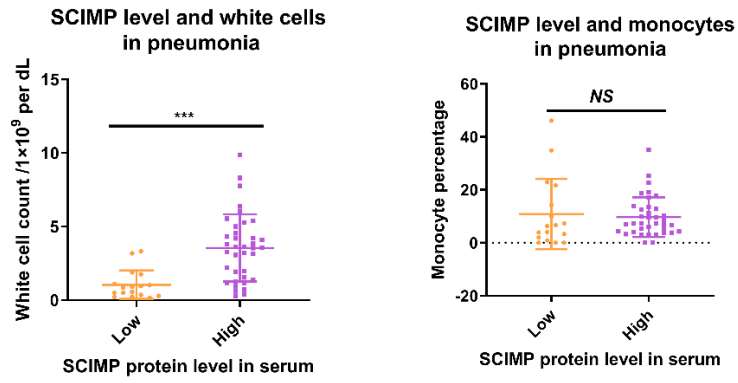 SCIMP level and white cells
in pneumonia
White cell count /1×10⁹ per dL
15
10
5
0
***
Low
High
SCIMP protein level in serum
SCIMP level and monocytes
in pneumonia
Monocyte percentage
60
40
20
0
-20
NS
Low
High
SCIMP protein level in serum